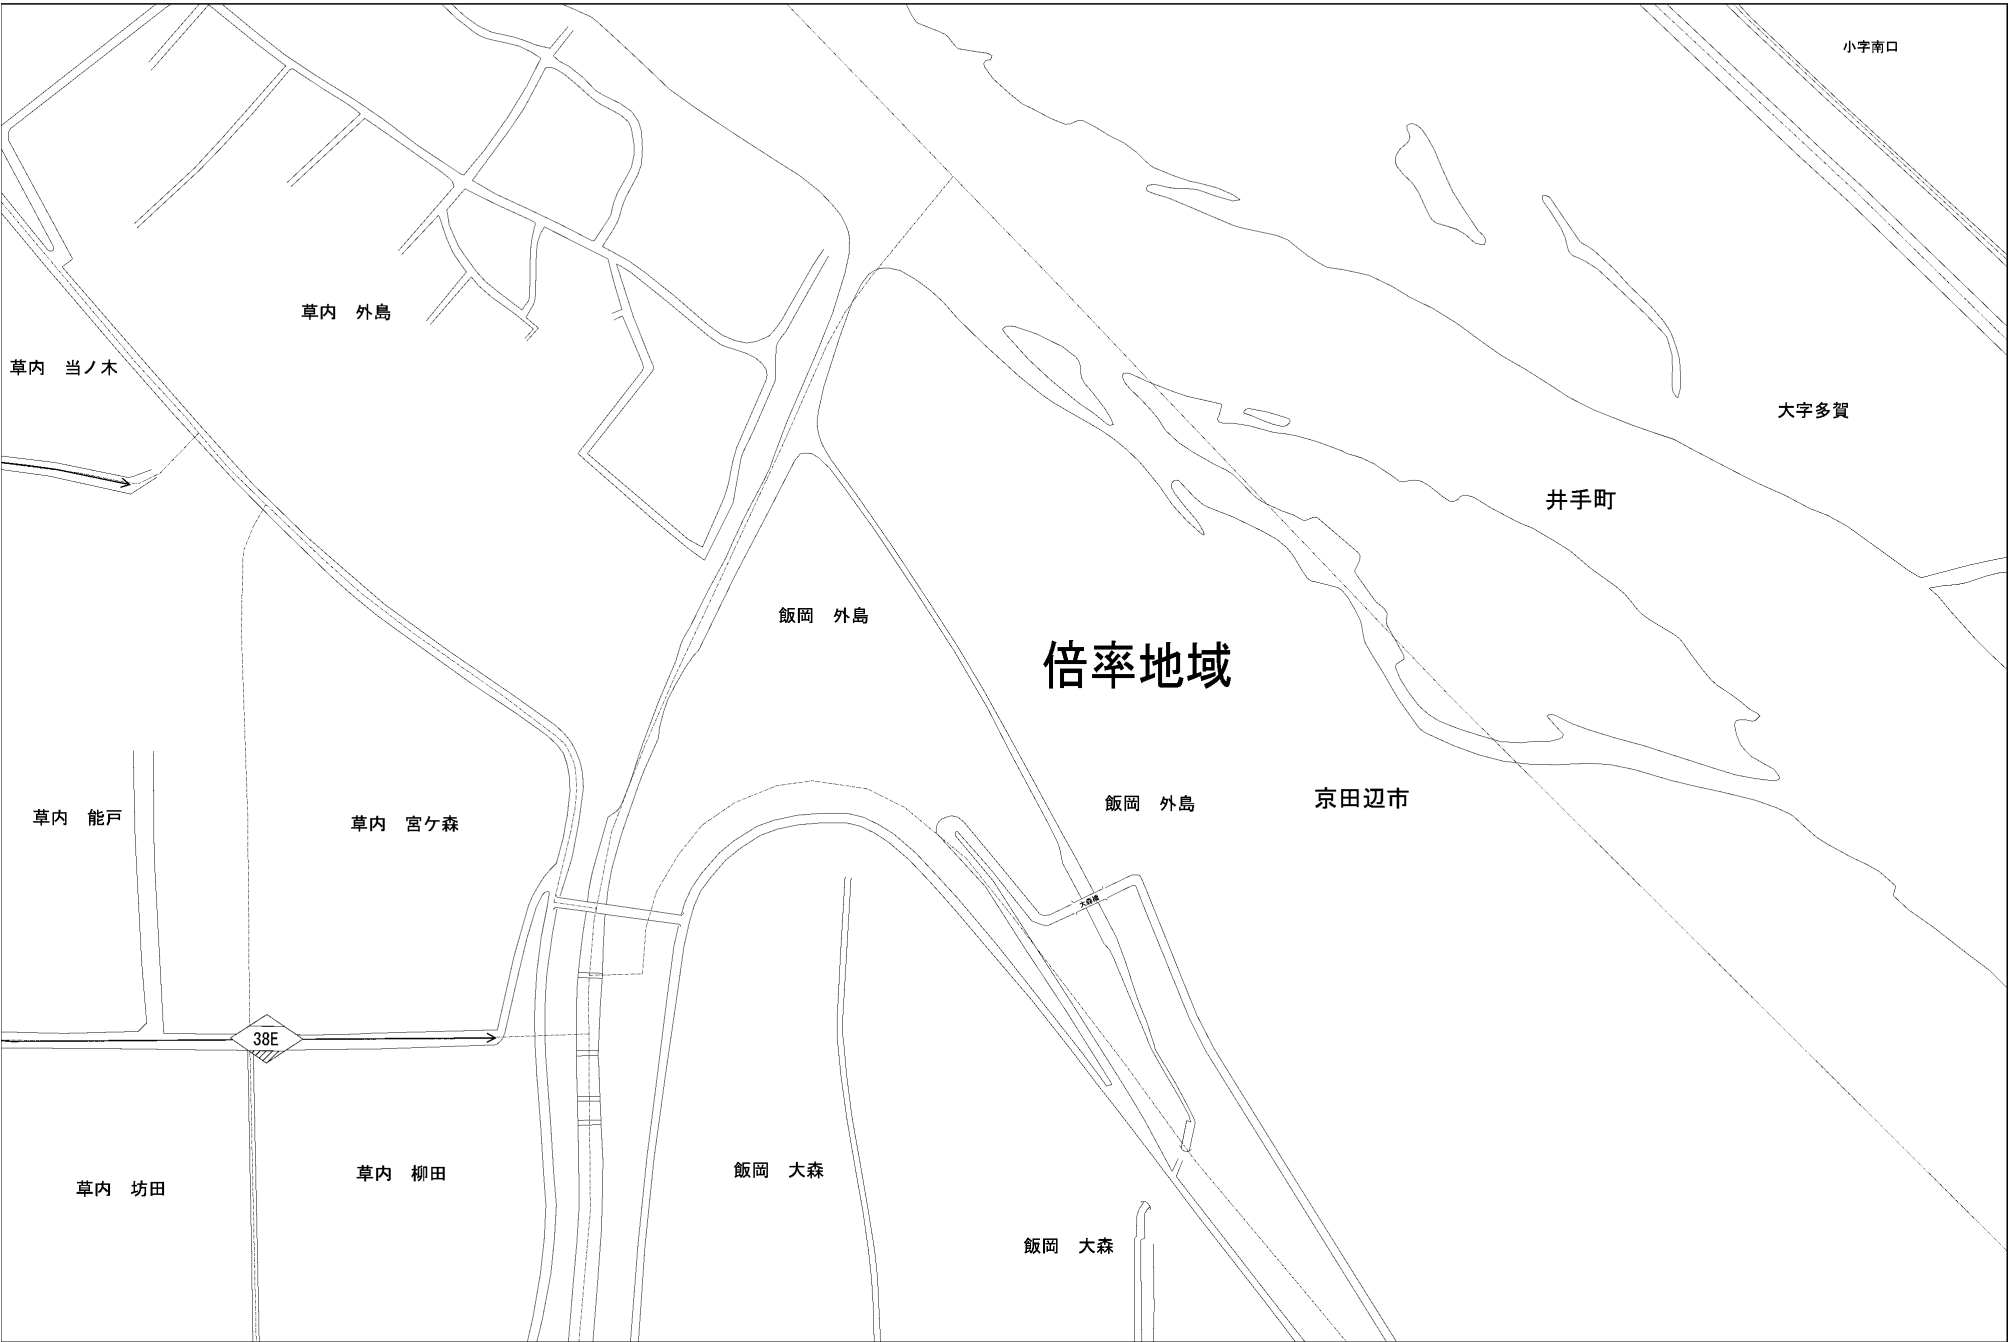 小字南口
草内　外島
草内　当ノ木
大字多賀
井手町
飯岡　外島
倍率地域
飯岡　外島
京田辺市
草内　能戸
草内　宮ケ森
大森橋
38E
飯岡　大森
草内　柳田
草内　坊田
飯岡　大森